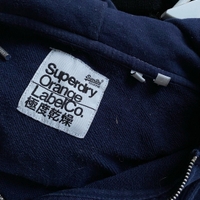 Superdry
Orange
Label Co.
極度乾燥